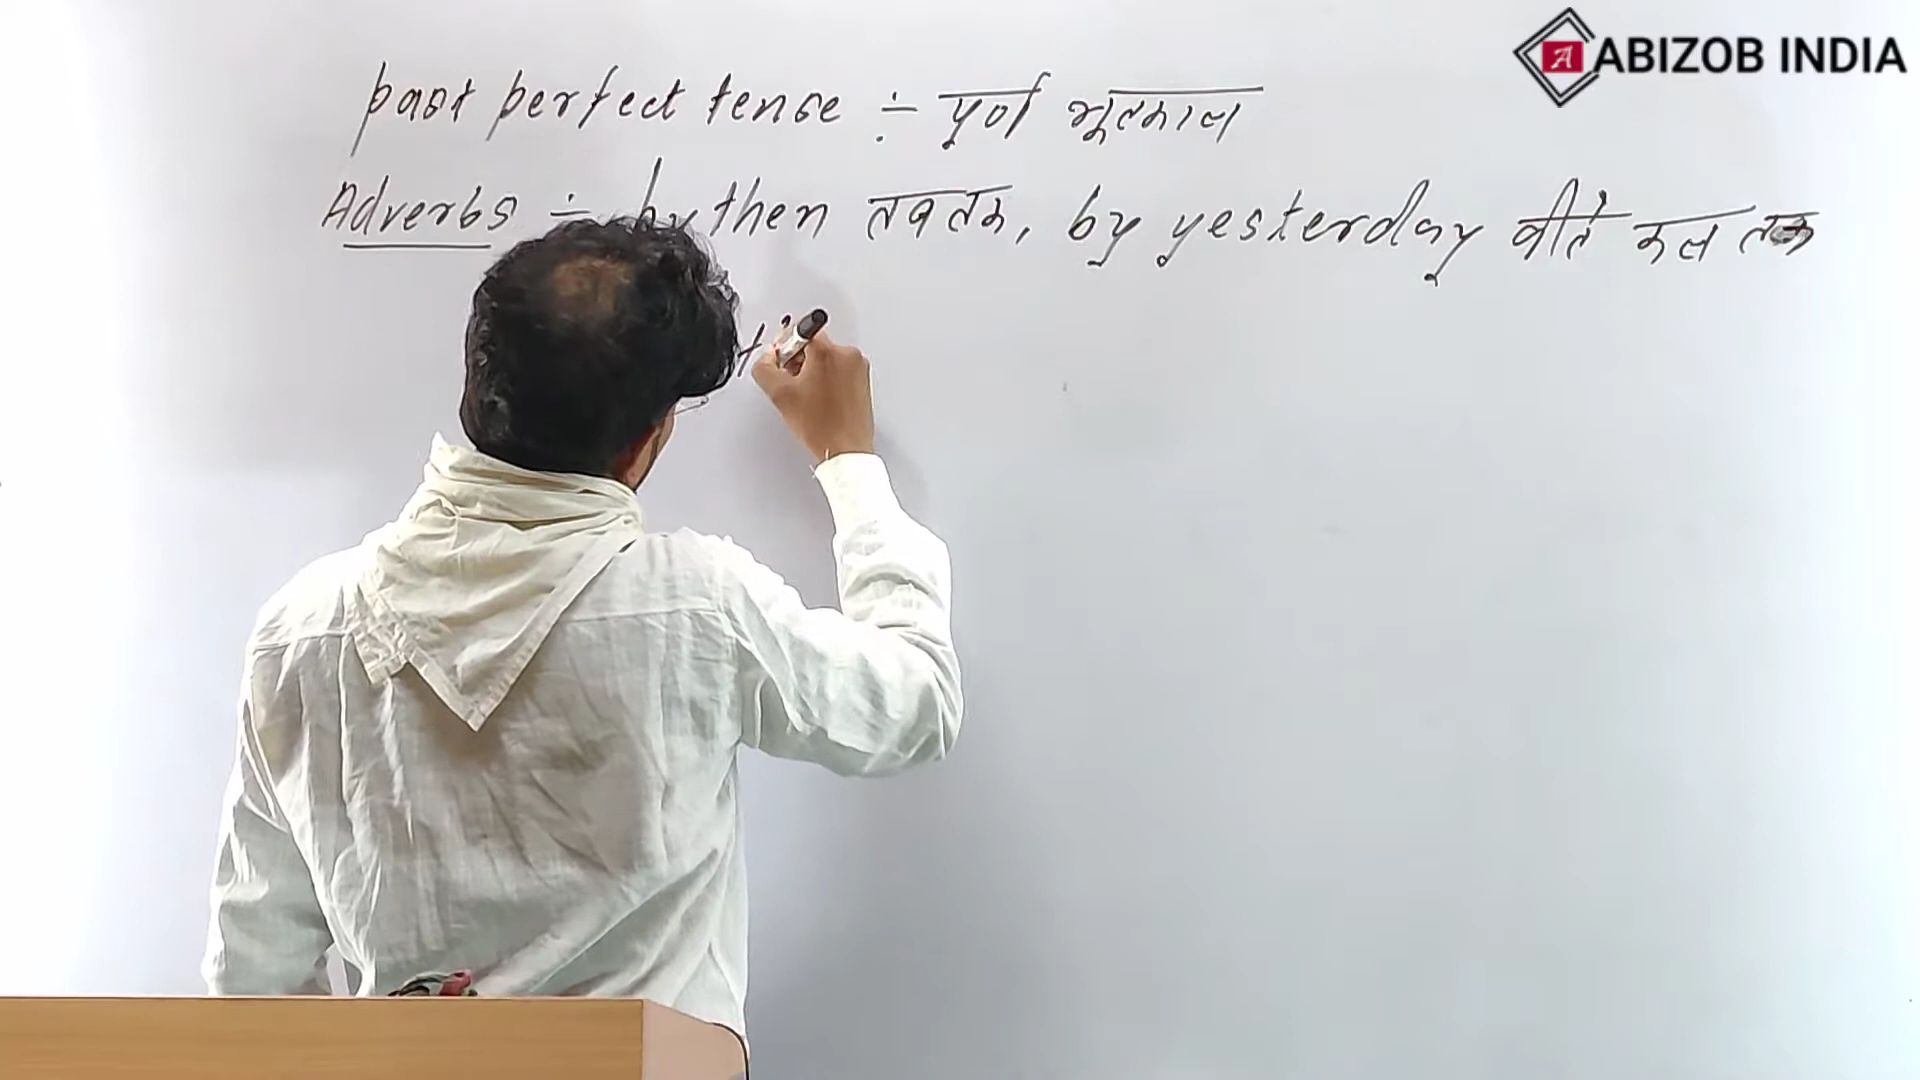 ABIZOB INDIA
past perfect tense ÷ पूर्ण भूतकाल
Adverbs ÷ by then तब तक, by yesterday बीते कल तक